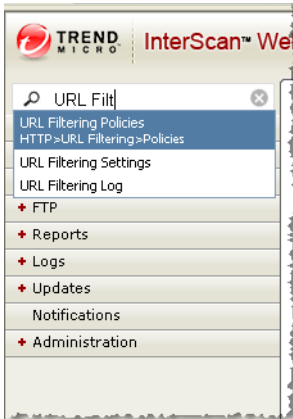 TREND
MICRO
InterScan™ We
URL Filt
URL Filtering Policies
HTTP>URL Filtering>Policies
URL Filtering Settings
URL Filtering Log
+ FTP
+ Reports
+ Logs
+ Updates
Notifications
+ Administration